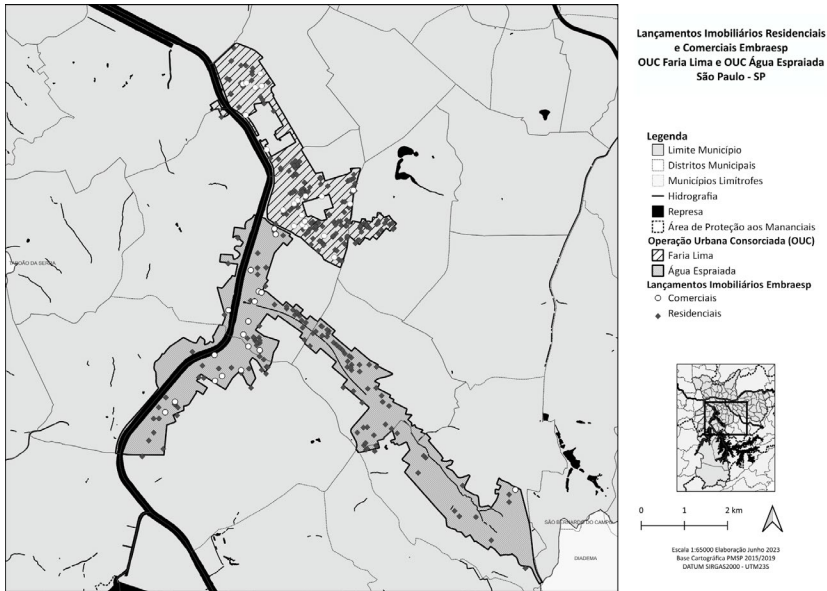 Lançamentos Imobiliários Residenciais
e Comerciais Embraesp
OUC Faria Lima e OUC Água Espraiada
São Paulo - SP
Legenda
Limite Município
Distritos Municipais
Municípios Limítrofes
Hidrografia
Represa
Área de Proteção aos Mananciais
Operação Urbana Consorciada (OUC)
Faria Lima
Água Espraiada
Lançamentos Imobiliários Embraesp
Comerciais
Residenciais
TABOÃO DA SERRA
SÃO BERNARDO DO CAMPO
DIADEMA
0 1 2 km
Escala 1:65000 Elaboração Junho 2023
Base Cartográfica PMSP 2015/2019
DATUM SIRGAS2000 - UTM23S